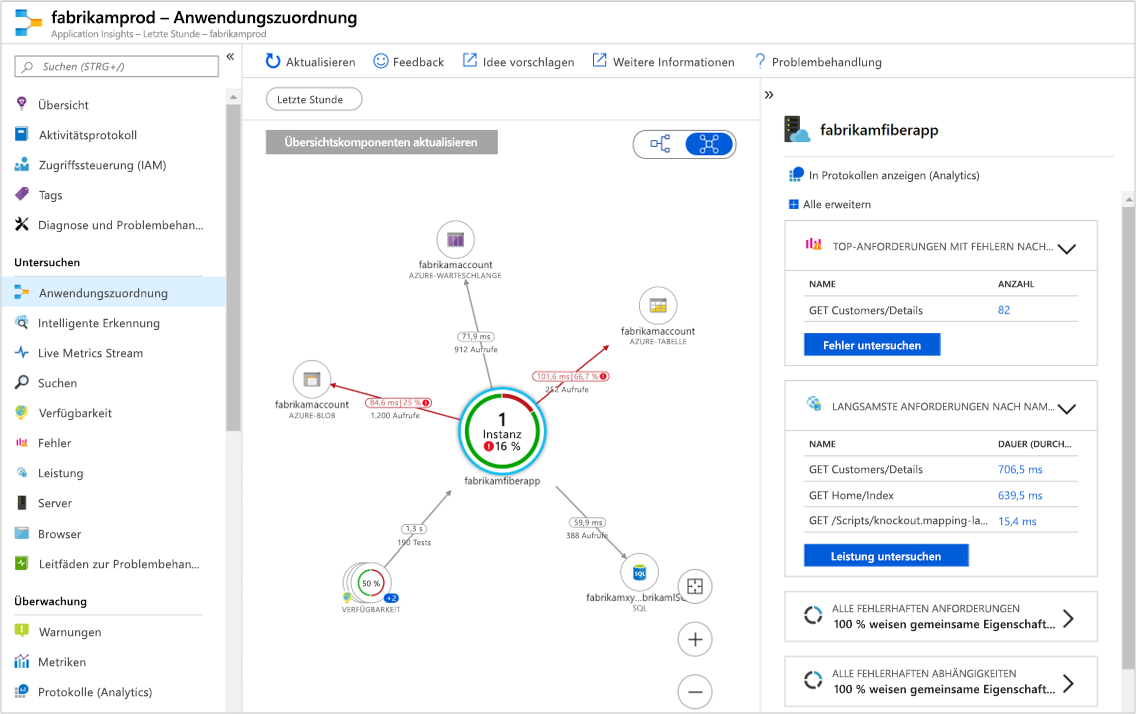 fabrikamprod – Anwendungszuordnung
Application Insights – Letzte Stunde – fabrikamprod
Suchen (STRG+/)
«
Übersicht
Aktivitätsprotokoll
Zugriffssteuerung (IAM)
Tags
Diagnose und Problembehan...
Untersuchen
Anwendungszuordnung
Intelligente Erkennung
Live Metrics Stream
Suchen
Verfügbarkeit
Fehler
Leistung
Server
Browser
Leitfäden zur Problembehan...
Überwachung
Warnungen
Metriken
Protokolle (Analytics)
Aktualisieren
Feedback
Idee vorschlagen
Weitere Informationen
? Problembehandlung
Letzte Stunde
Übersichtskomponenten aktualisieren
fabrikamaccount
AZURE-WARTESCHLANGE
71,9 ms
912 Aufrufe
fabrikamaccount
AZURE-TABELLE
101,6 ms | 66,7 %
252 Aufrufe
fabrikamaccount
AZURE-BLOB
84,6 ms | 25 %
1.200 Aufrufe
1
Instanz
16 %
fabrikamfiberapp
1,3 s
190 Tests
50 %
+2
VERFÜGBARKEIT
59,9 ms
388 Aufrufe
SQL
fabrikamxy...brikamISC
SQL
»
fabrikamfiberapp
In Protokollen anzeigen (Analytics)
Alle erweitern
TOP-ANFORDERUNGEN MIT FEHLERN NACH...
NAME ANZAHL
GET Customers/Details 82
Fehler untersuchen
LANGSAMSTE ANFORDERUNGEN NACH NAM...
NAME DAUER (DURCH...
GET Customers/Details 706,5 ms
GET Home/Index 639,5 ms
GET /Scripts/knockout.mapping-la... 15,4 ms
Leistung untersuchen
ALLE FEHLERHAFTEN ANFORDERUNGEN
100 % weisen gemeinsame Eigenschaft...
ALLE FEHLERHAFTEN ABHÄNGIGKEITEN
100 % weisen gemeinsame Eigenschaft...